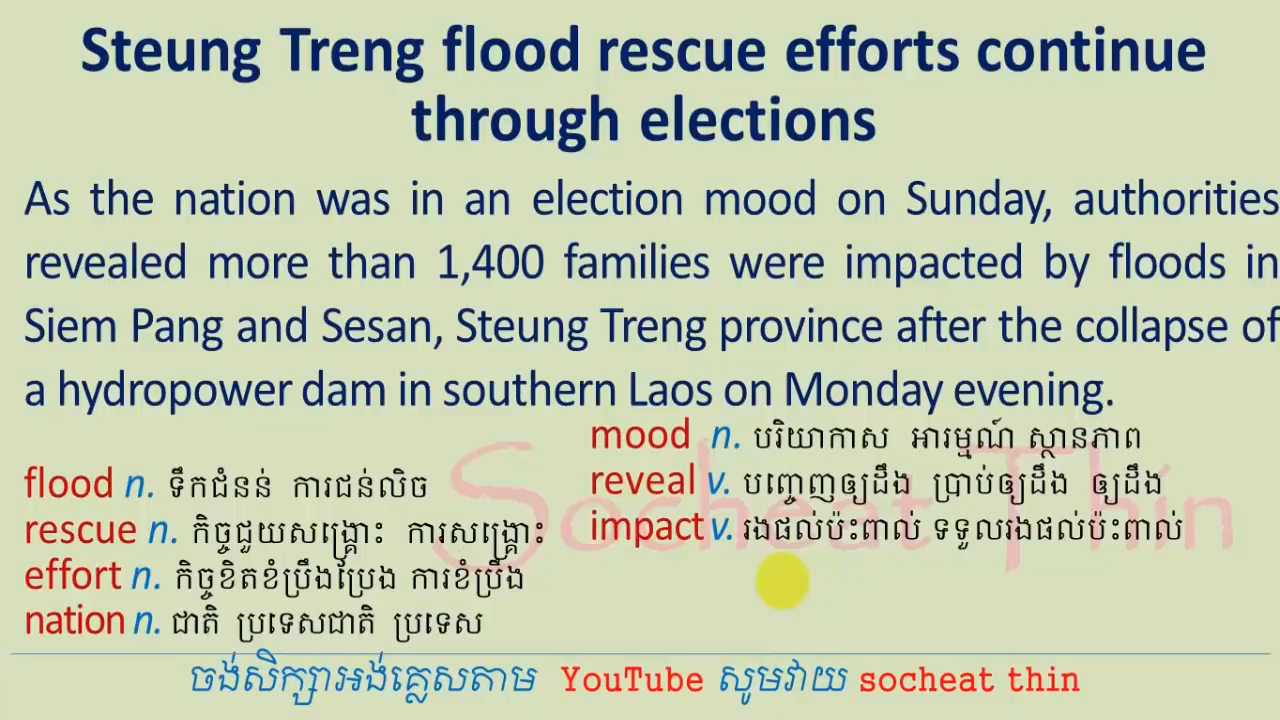 Steung Treng flood rescue efforts continue
through elections
As the nation was in an election mood on Sunday, authorities
revealed more than 1,400 families were impacted by floods in
Siem Pang and Sesan, Steung Treng province after the collapse of
a hydropower dam in southern Laos on Monday evening.
flood n. ទឹកជំនន់ ការជន់លិច
rescue n. កិច្ចជួយសង្គ្រោះ ការសង្គ្រោះ
effort n. កិច្ចខិតខំប្រឹងប្រែង ការខំប្រឹង
nation n. ជាតិ ប្រទេសជាតិ ប្រទេស
mood n. បរិយាកាស អារម្មណ៍ ស្ថានភាព
reveal v. បញ្ចេញឲ្យដឹង ប្រាប់ឲ្យដឹង ឲ្យដឹង
impact v. រងផល់ប៉ះពាល់ ទទួលរងផល់ប៉ះពាល់
Socheat Thin
ចង់សិក្សាអង់គ្លេសតាម YouTube សូមវាយ socheat thin